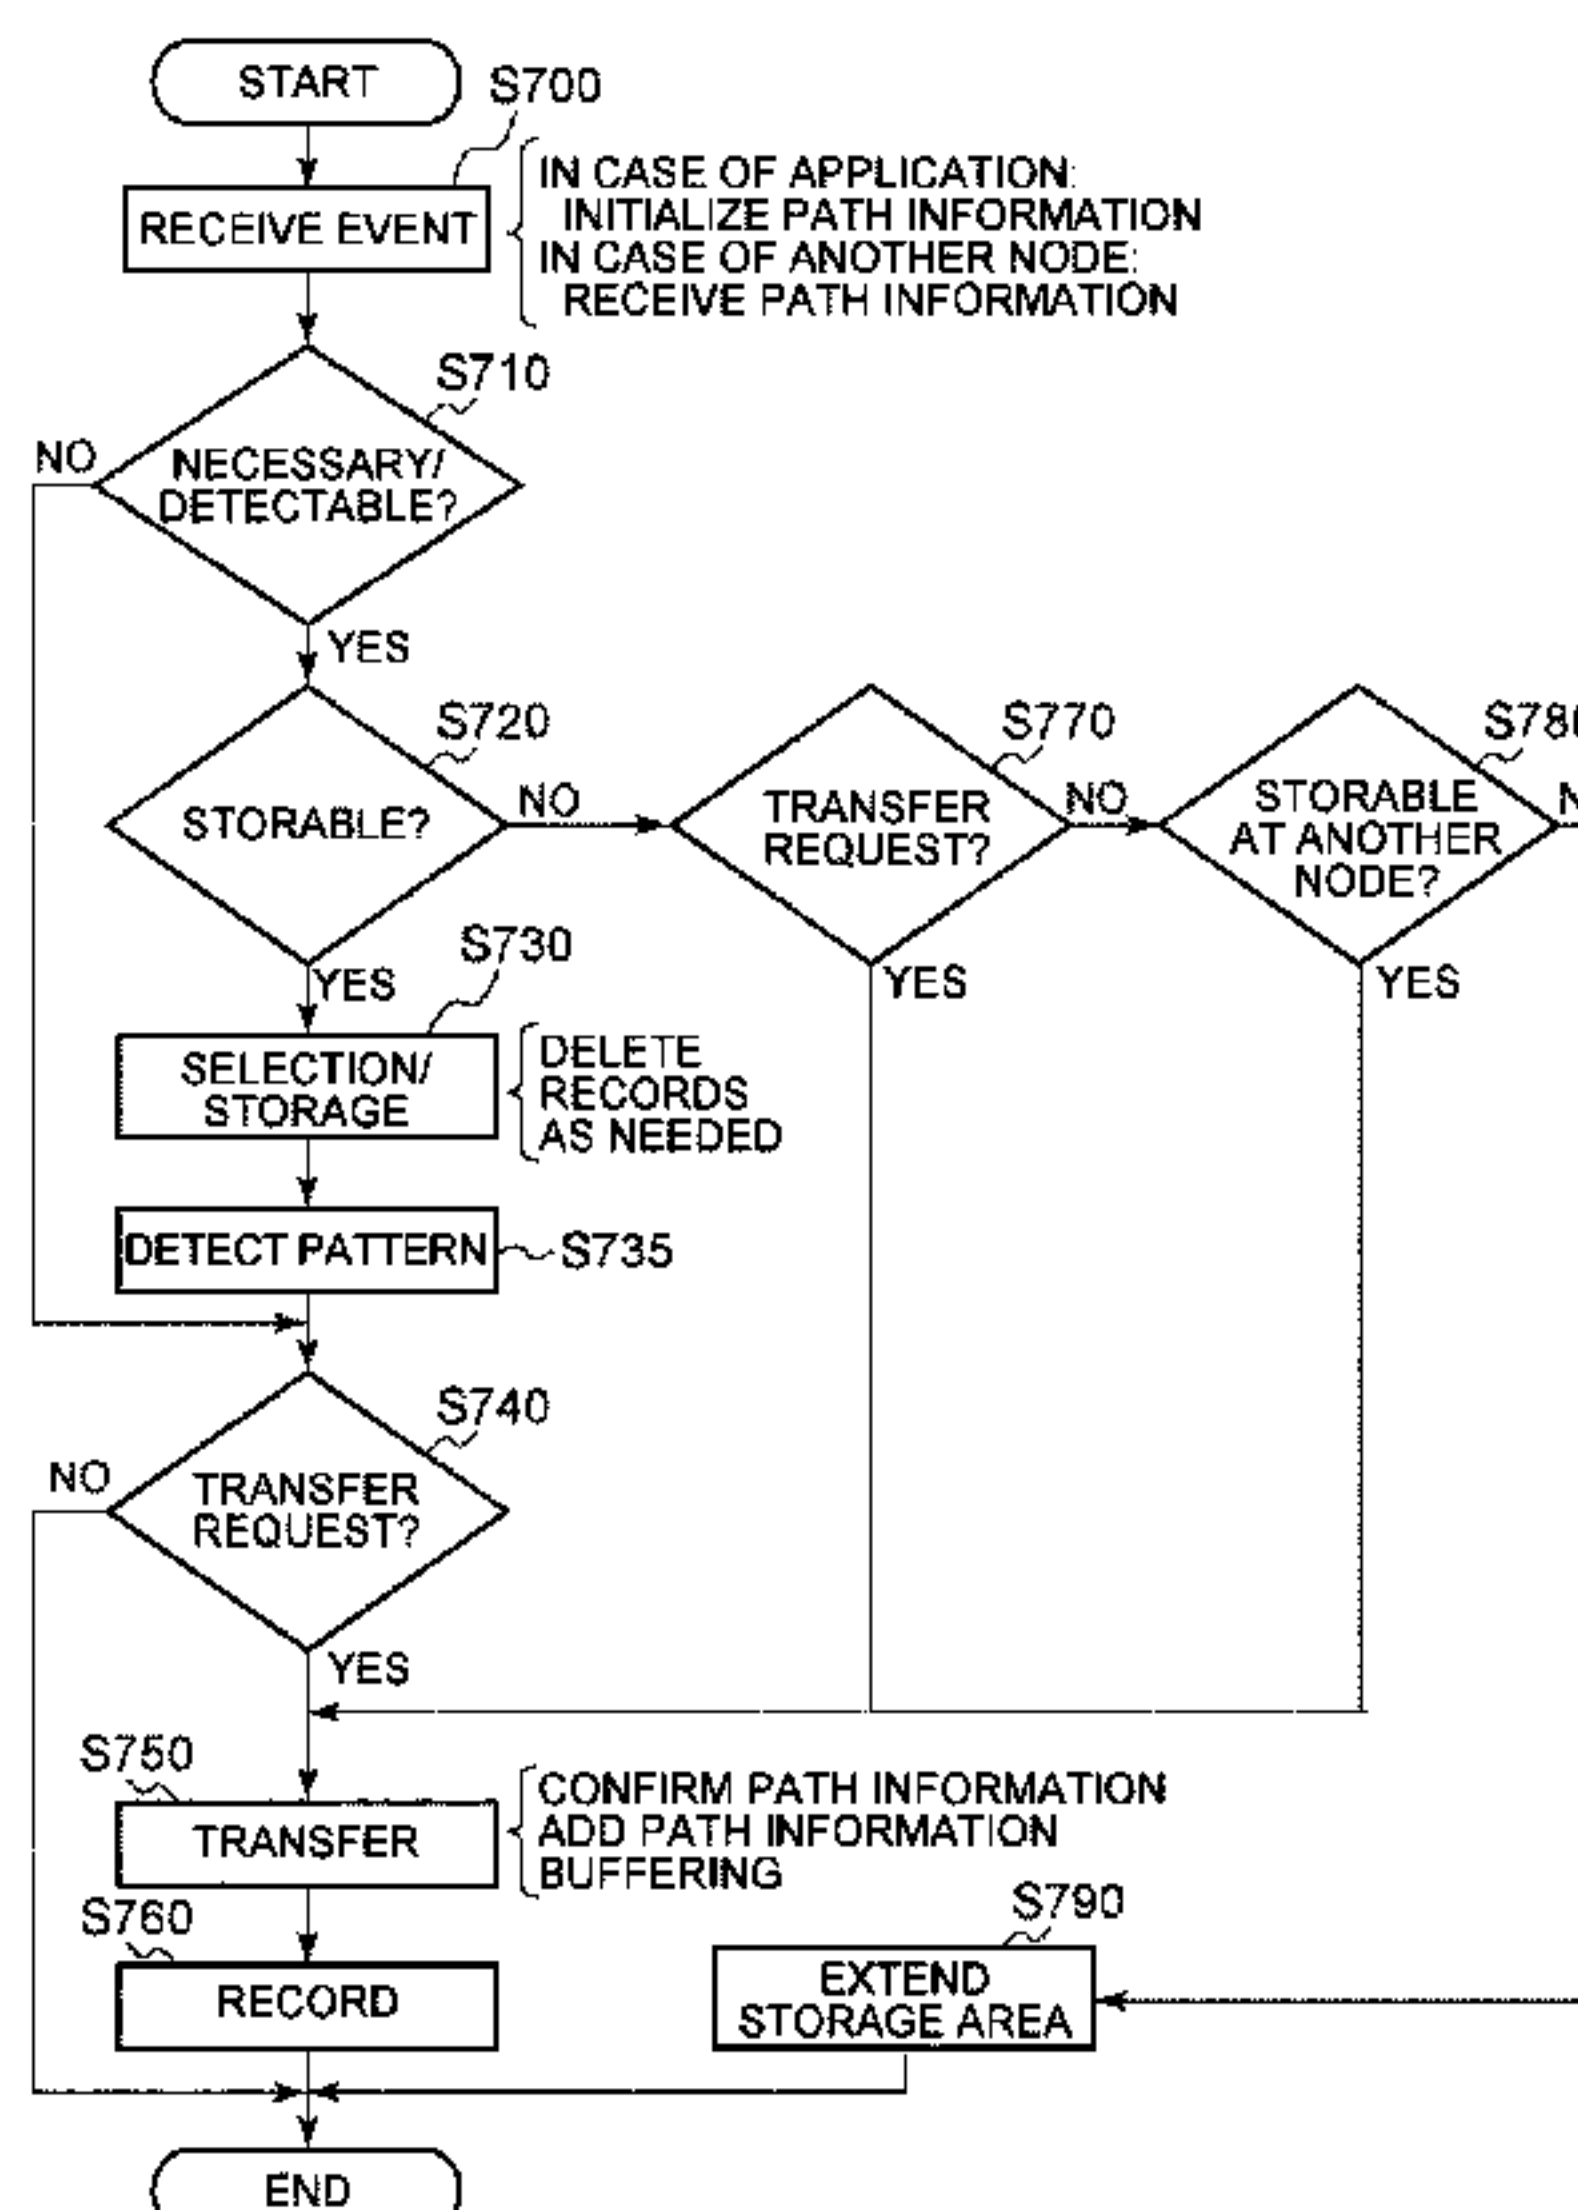 START
S700
RECEIVE EVENT
IN CASE OF APPLICATION:
INITIALIZE PATH INFORMATION
IN CASE OF ANOTHER NODE:
RECEIVE PATH INFORMATION
S710
NO
NECESSARY/
DETECTABLE?
YES
S720
STORABLE?
NO
S770
TRANSFER
REQUEST?
NO
S780
STORABLE
AT ANOTHER
NODE?
YES
YES
YES
S730
SELECTION/
STORAGE
DELETE
RECORDS
AS NEEDED
DETECT PATTERN
S735
S740
NO
TRANSFER
REQUEST?
YES
S750
TRANSFER
CONFIRM PATH INFORMATION
ADD PATH INFORMATION
BUFFERING
S760
RECORD
S790
EXTEND
STORAGE AREA
END